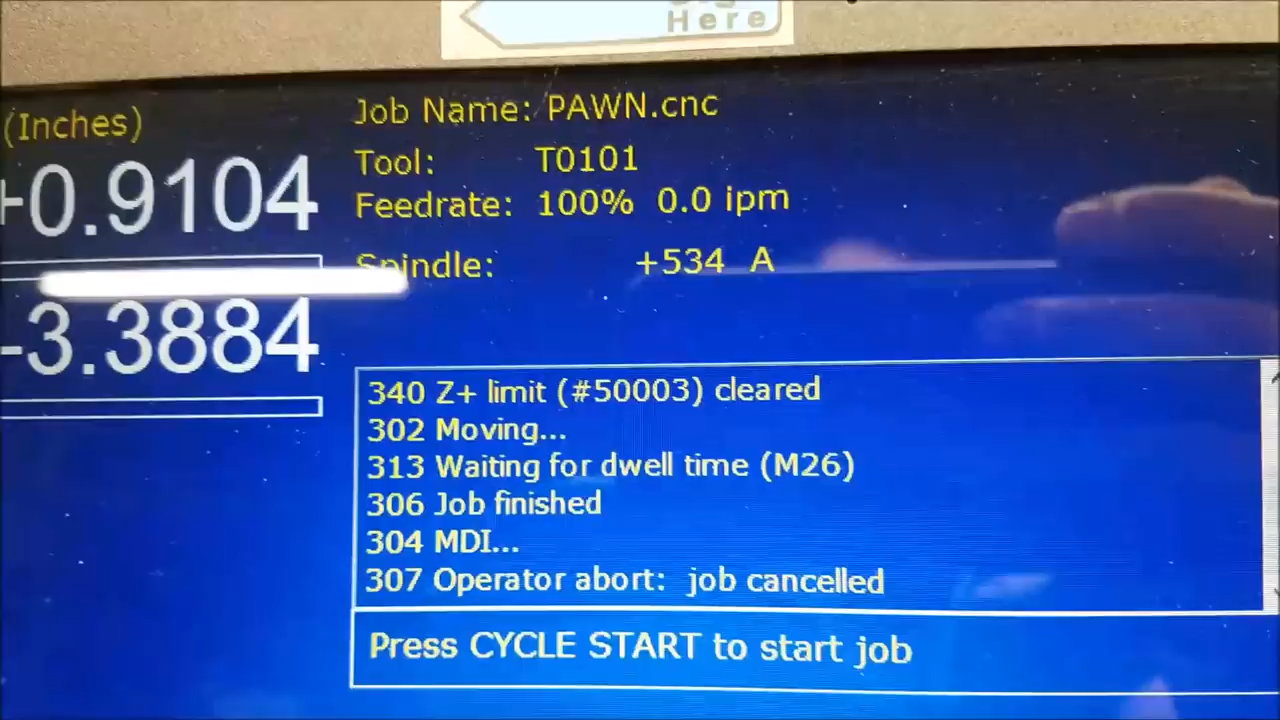 Here
(Inches)
+0.9104
-3.3884
Job Name: PAWN.cnc
Tool: T0101
Feedrate: 100% 0.0 ipm
Spindle: +534 A
340 Z+ limit (#50003) cleared
302 Moving...
313 Waiting for dwell time (M26)
306 Job finished
304 MDI...
307 Operator abort: job cancelled
Press CYCLE START to start job